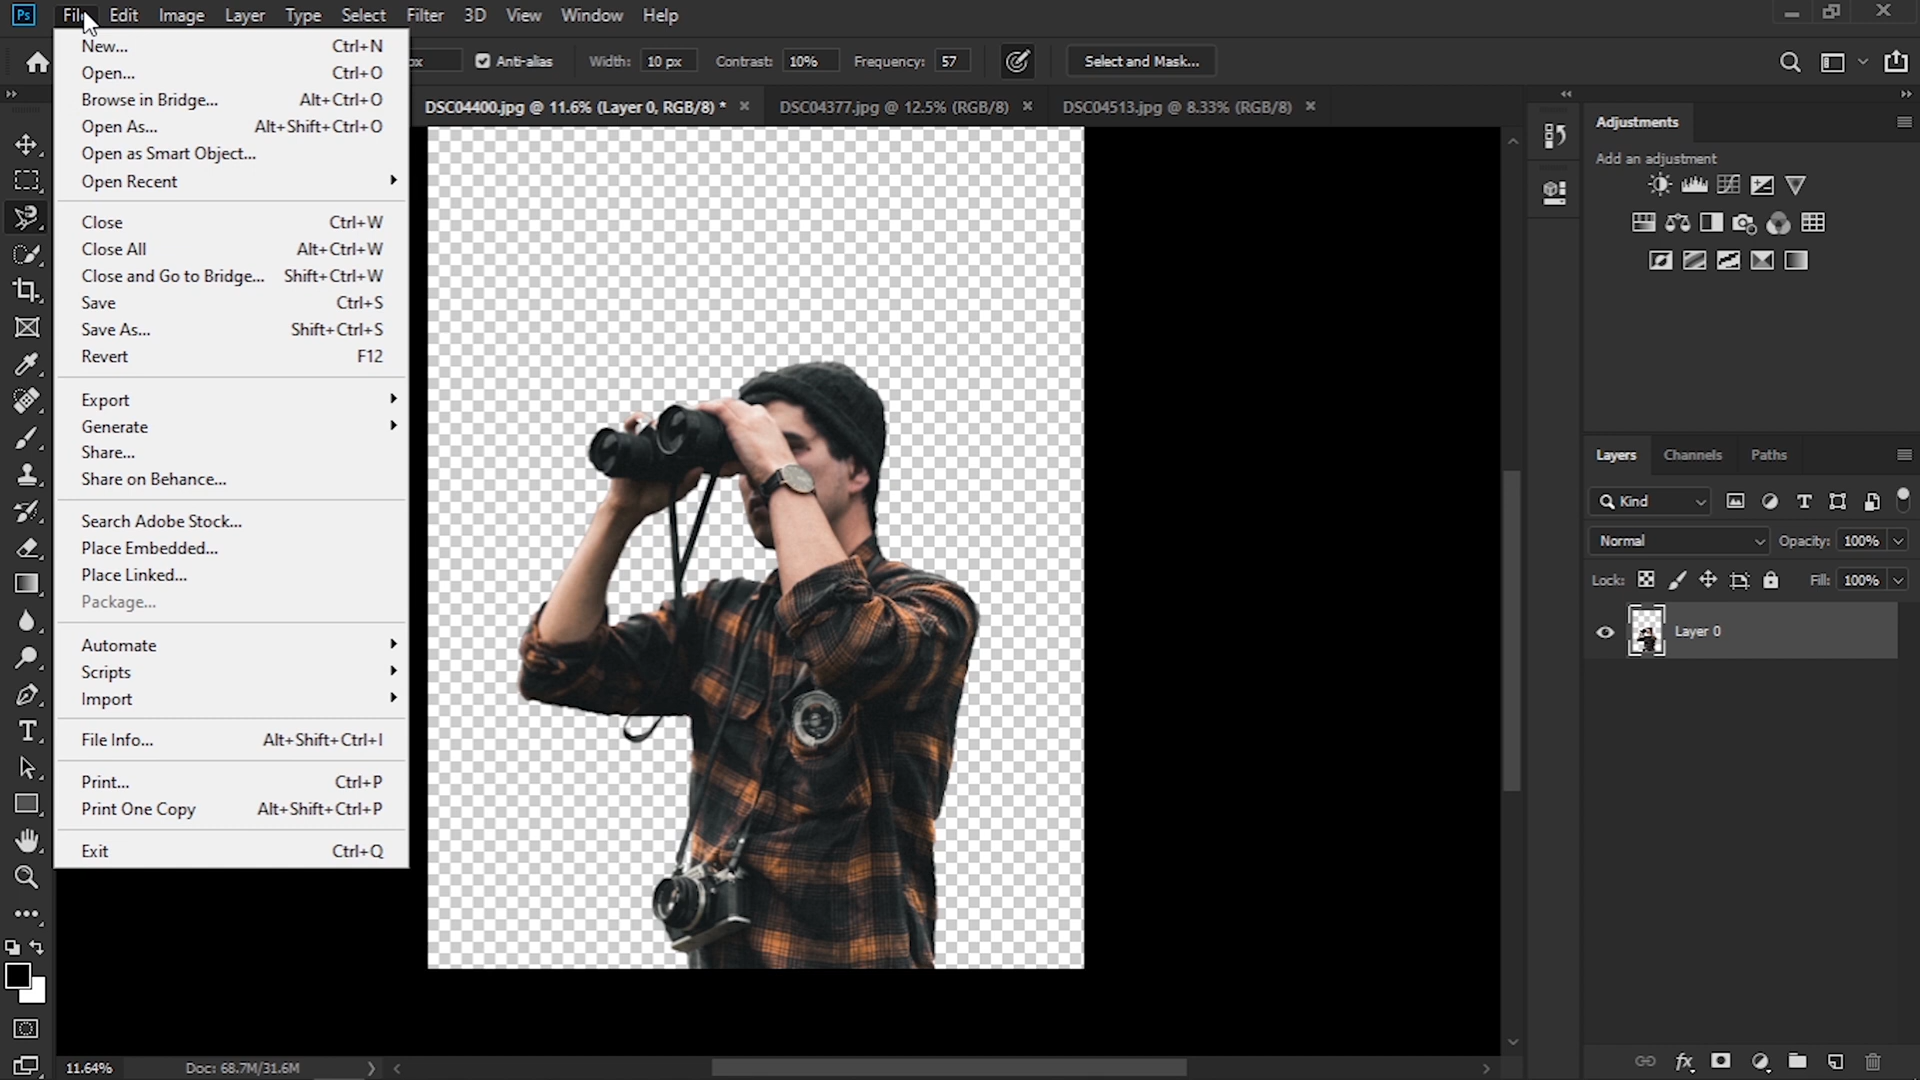 Ps File Edit Image Layer Type Select Filter 3D View Window Help
px Anti-alias Width: 10 px Contrast: 10% Frequency: 57 Select and Mask...
DSC04400.jpg @ 11.6% (Layer 0, RGB/8) * DSC04377.jpg @ 12.5% (RGB/8) DSC04513.jpg @ 8.33% (RGB/8)
New... Ctrl+N
Open... Ctrl+O
Browse in Bridge... Alt+Ctrl+O
Open As... Alt+Shift+Ctrl+O
Open as Smart Object...
Open Recent
Close Ctrl+W
Close All Alt+Ctrl+W
Close and Go to Bridge... Shift+Ctrl+W
Save Ctrl+S
Save As... Shift+Ctrl+S
Revert F12
Export
Generate
Share...
Share on Behance...
Search Adobe Stock...
Place Embedded...
Place Linked...
Package...
Automate
Scripts
Import
File Info... Alt+Shift+Ctrl+I
Print... Ctrl+P
Print One Copy Alt+Shift+Ctrl+P
Exit Ctrl+Q
Adjustments
Add an adjustment
Layers Channels Paths
Kind
Normal Opacity: 100%
Lock: Fill: 100%
Layer 0
11.64% Doc: 68.7M/31.6M